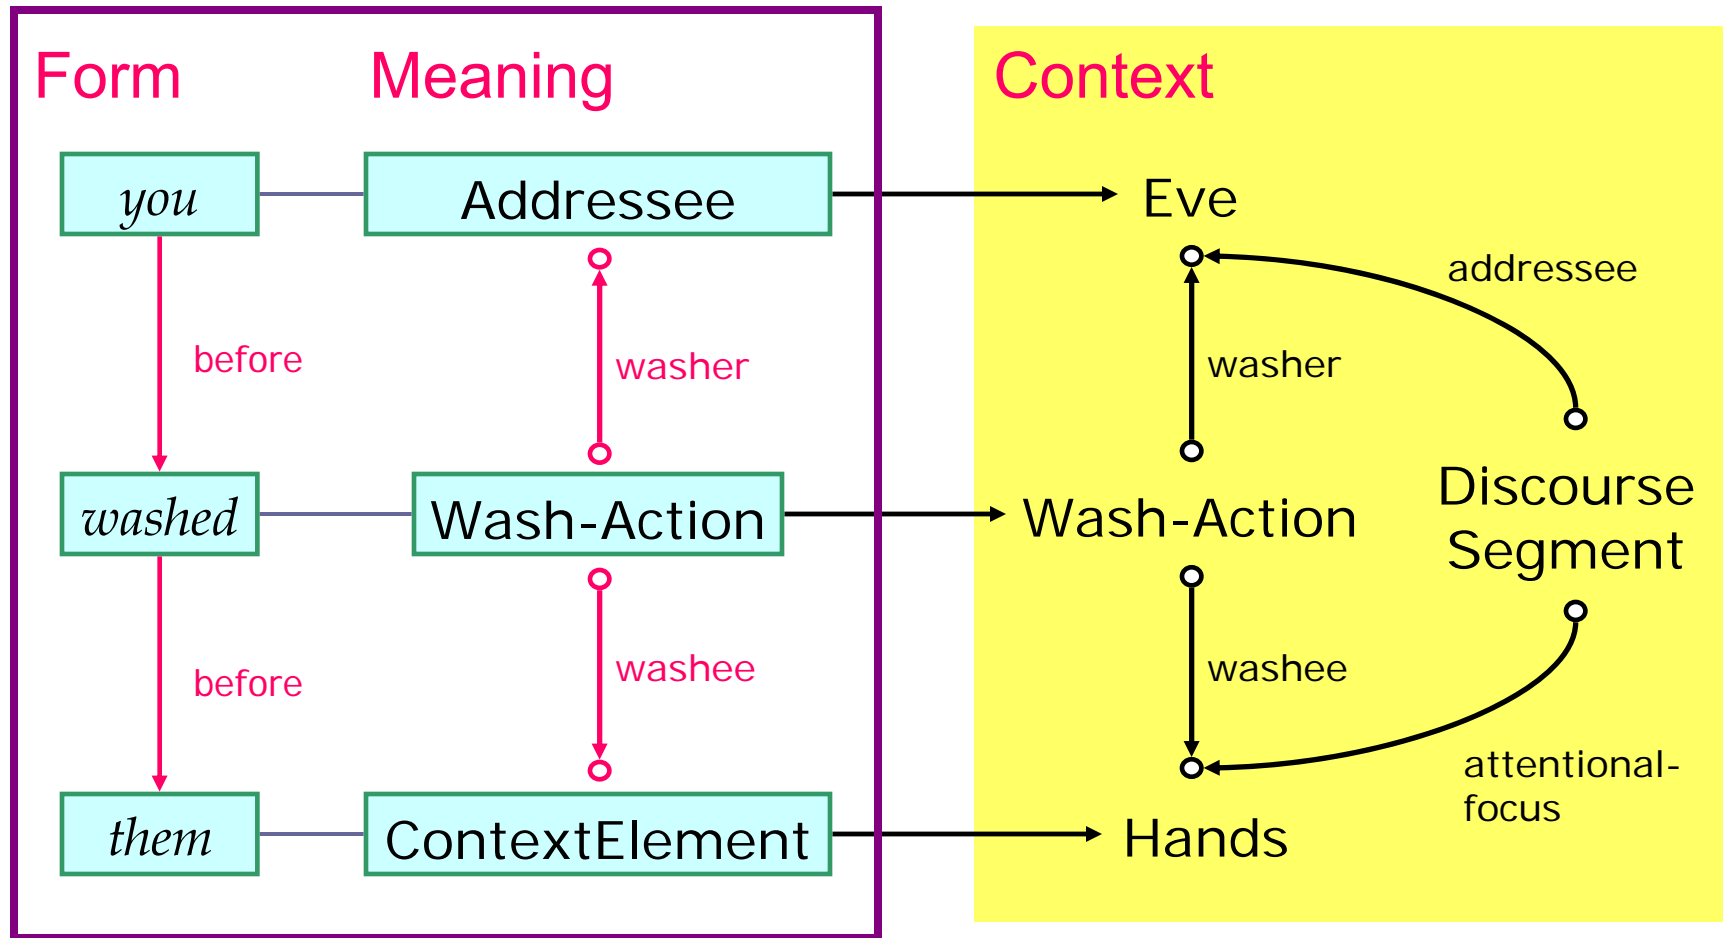 Form Meaning Context
you Addressee Eve
addressee
before washer washer
washed Wash-Action Wash-Action Discourse
Segment
before washee washee
attentional-
focus
them ContextElement Hands